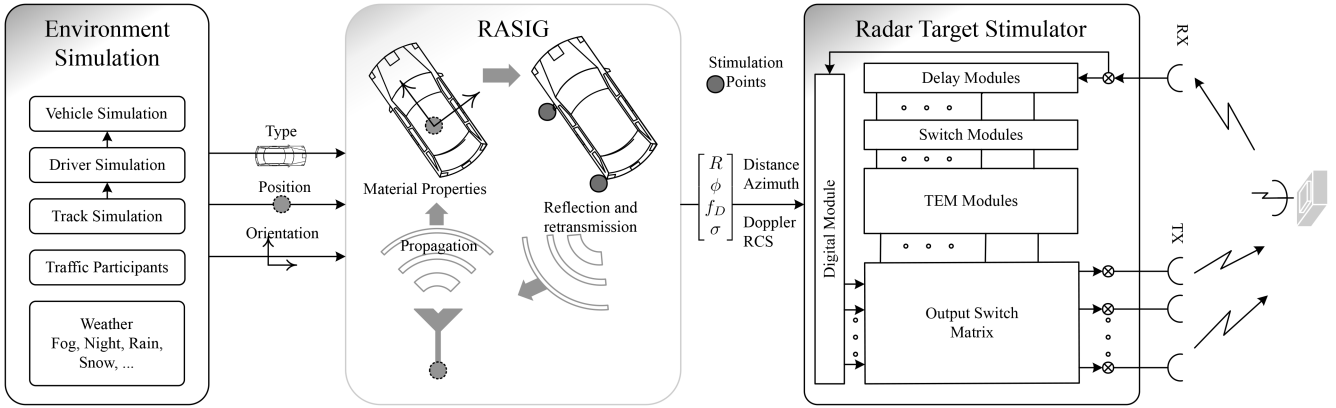 Environment
Simulation
Vehicle Simulation
Driver Simulation
Track Simulation
Traffic Participants
Weather
Fog, Night, Rain,
Snow, ...
Type
Position
Orientation
RASIG
Material Properties
Propagation
Reflection and
retransmission
Stimulation
Points
R
ϕ
f_D
σ
Distance
Azimuth
Doppler
RCS
Radar Target Stimulator
Digital Module
Delay Modules
Switch Modules
TEM Modules
Output Switch
Matrix
RX
TX